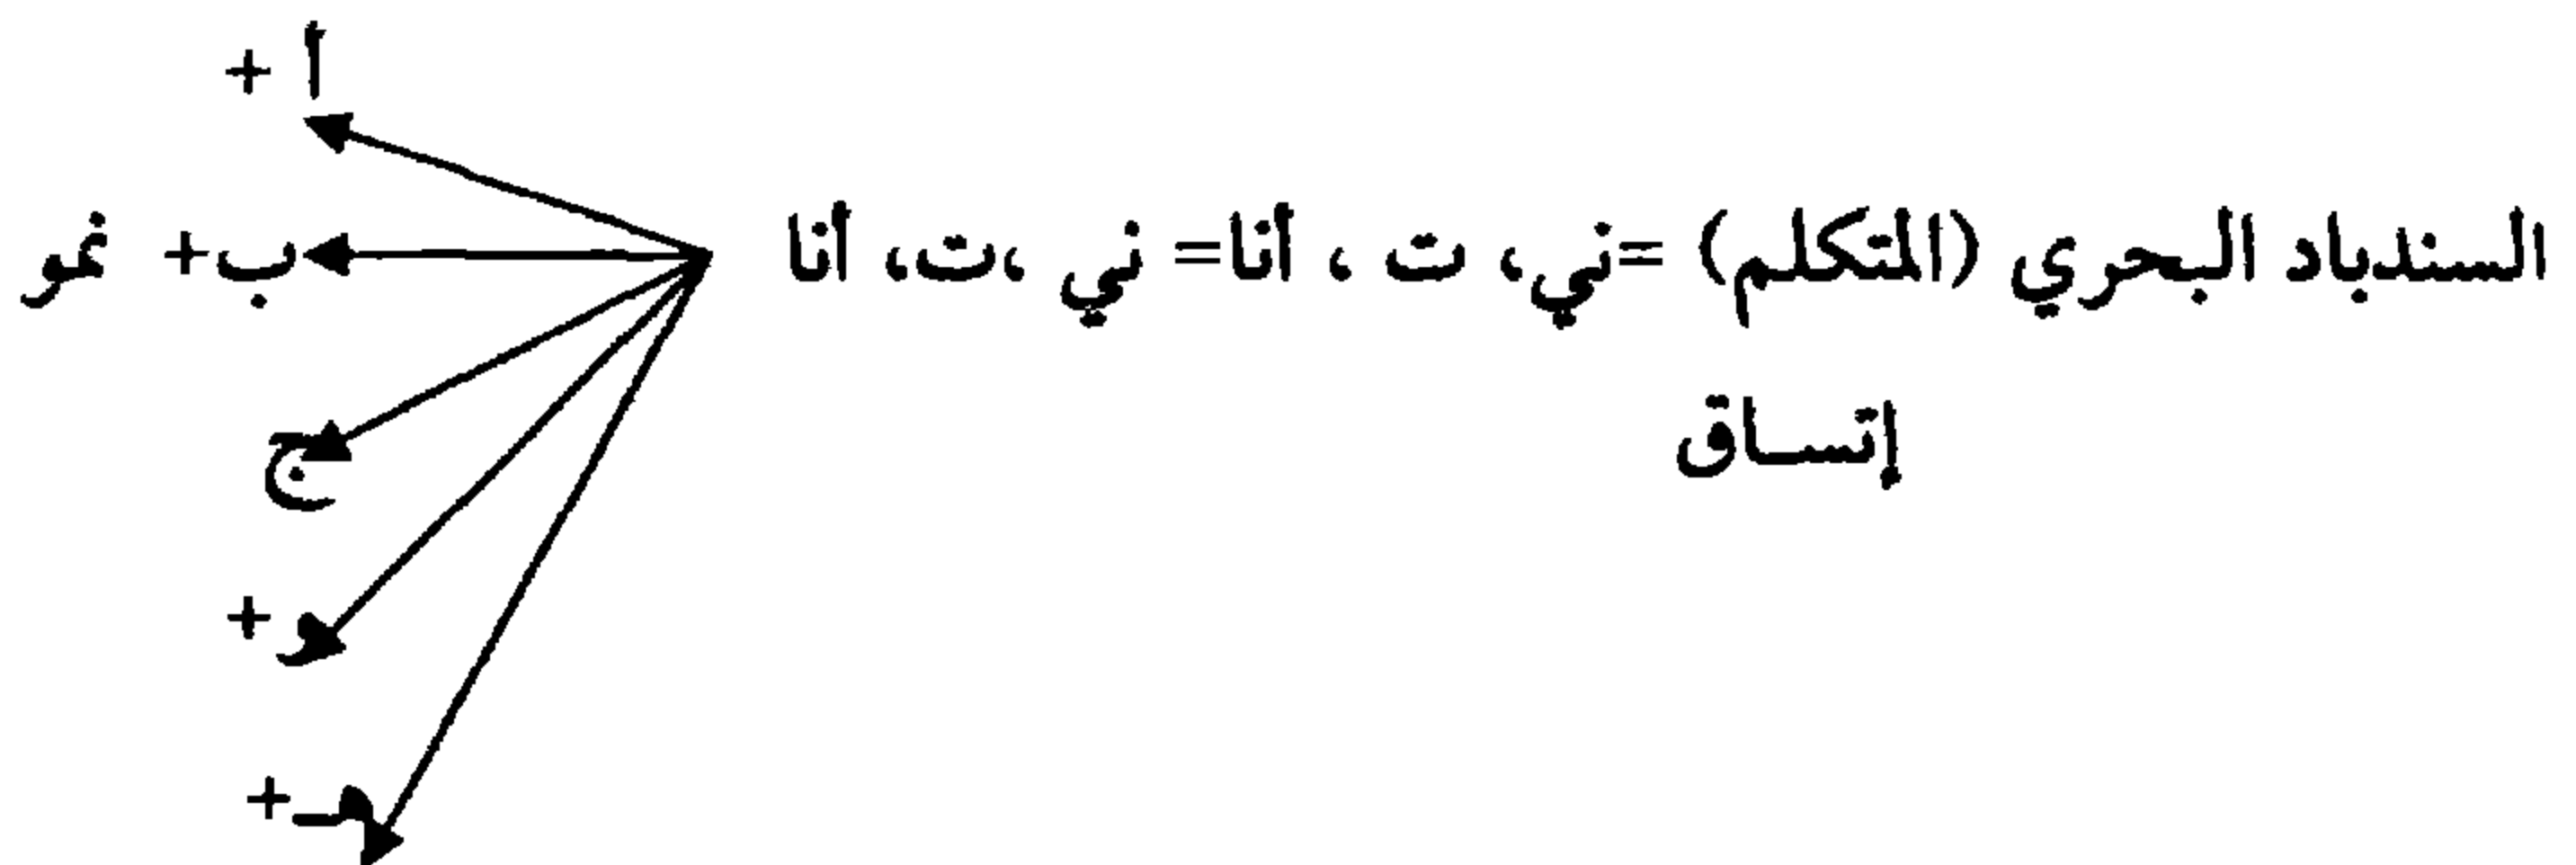 أ +
السندباد البحري (المتكلم) =ني، ت ، أنا= ني ،ت، أنا ب+ نمو
إتساق
ج
+
هـ+